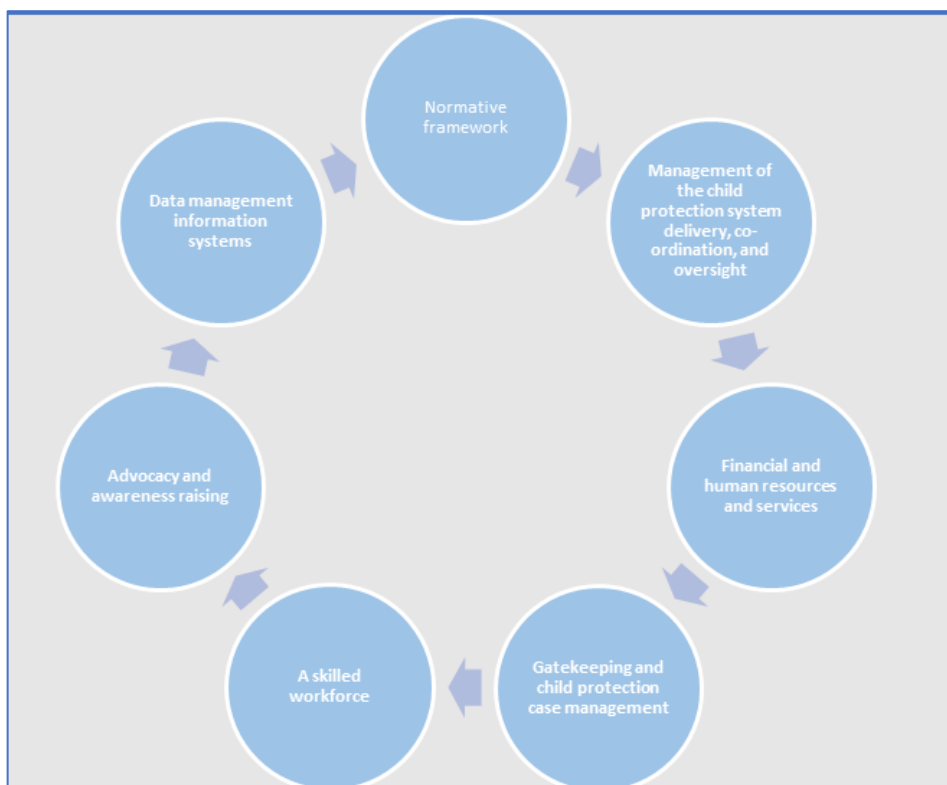 Normative
framework
Management of
the child
protection system
delivery, co-
ordination, and
oversight
Financial and
human resources
and services
Gatekeeping and
child protection
case management
A skilled
workforce
Advocacy and
awareness raising
Data management
information
systems